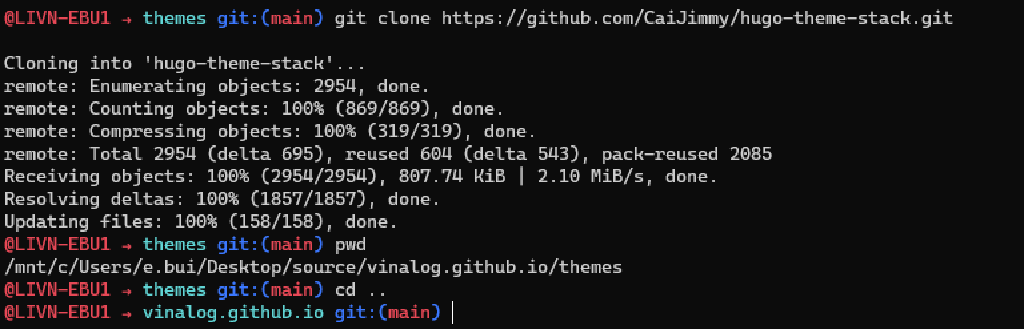 @LIVN-EBU1 → themes git:(main) git clone https://github.com/CaiJimmy/hugo-theme-stack.git
Cloning into 'hugo-theme-stack'...
remote: Enumerating objects: 2954, done.
remote: Counting objects: 100% (869/869), done.
remote: Compressing objects: 100% (319/319), done.
remote: Total 2954 (delta 695), reused 604 (delta 543), pack-reused 2085
Receiving objects: 100% (2954/2954), 807.74 KiB | 2.10 MiB/s, done.
Resolving deltas: 100% (1857/1857), done.
Updating files: 100% (158/158), done.
@LIVN-EBU1 → themes git:(main) pwd
/mnt/c/Users/e.bui/Desktop/source/vinalog.github.io/themes
@LIVN-EBU1 → themes git:(main) cd ..
@LIVN-EBU1 → vinalog.github.io git:(main)